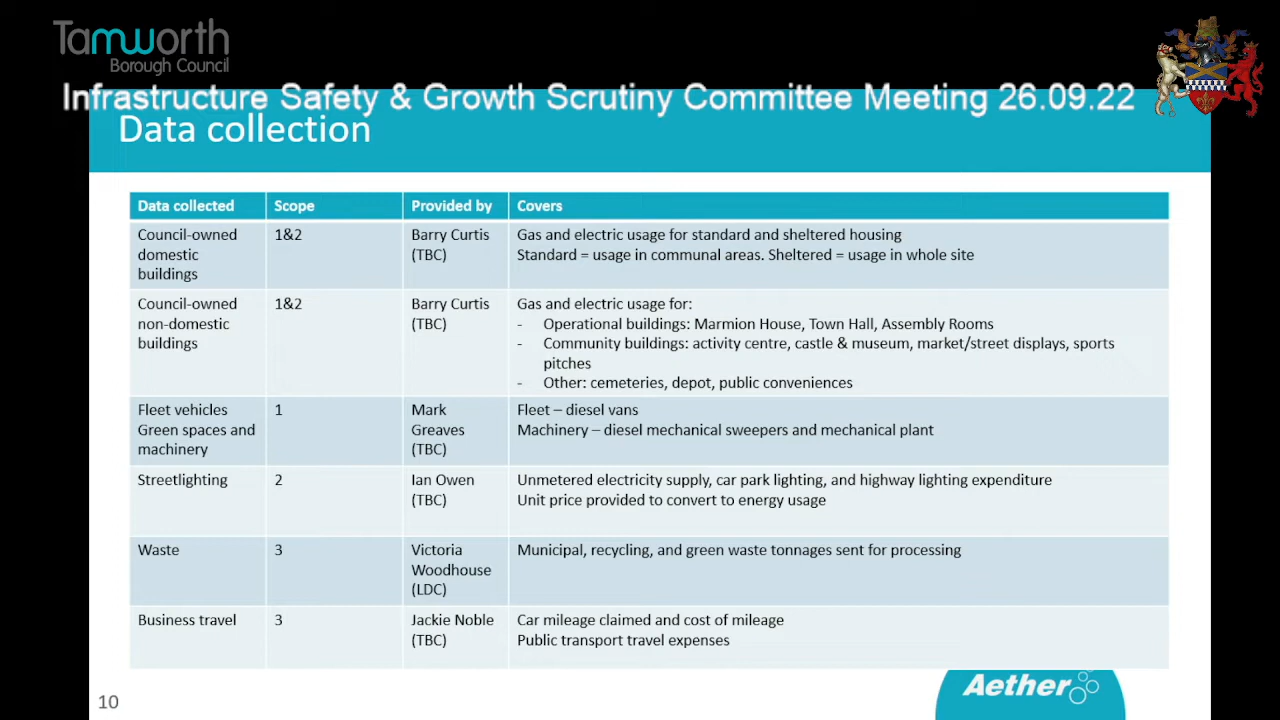 Tamworth
Borough Council
Infrastructure Safety & Growth Scrutiny Committee Meeting 26.09.22
Data collection
Data collected Scope Provided by Covers
Council-owned domestic buildings 1&2 Barry Curtis (TBC) Gas and electric usage for standard and sheltered housing
Standard = usage in communal areas. Sheltered = usage in whole site
Council-owned non-domestic buildings 1&2 Barry Curtis (TBC) Gas and electric usage for:
- Operational buildings: Marmion House, Town Hall, Assembly Rooms
- Community buildings: activity centre, castle & museum, market/street displays, sports
pitches
- Other: cemeteries, depot, public conveniences
Fleet vehicles Green spaces and machinery 1 Mark Greaves (TBC) Fleet – diesel vans
Machinery – diesel mechanical sweepers and mechanical plant
Streetlighting 2 Ian Owen (TBC) Unmetered electricity supply, car park lighting, and highway lighting expenditure
Unit price provided to convert to energy usage
Waste 3 Victoria Woodhouse (LDC) Municipal, recycling, and green waste tonnages sent for processing
Business travel 3 Jackie Noble (TBC) Car mileage claimed and cost of mileage
Public transport travel expenses
Aether
10